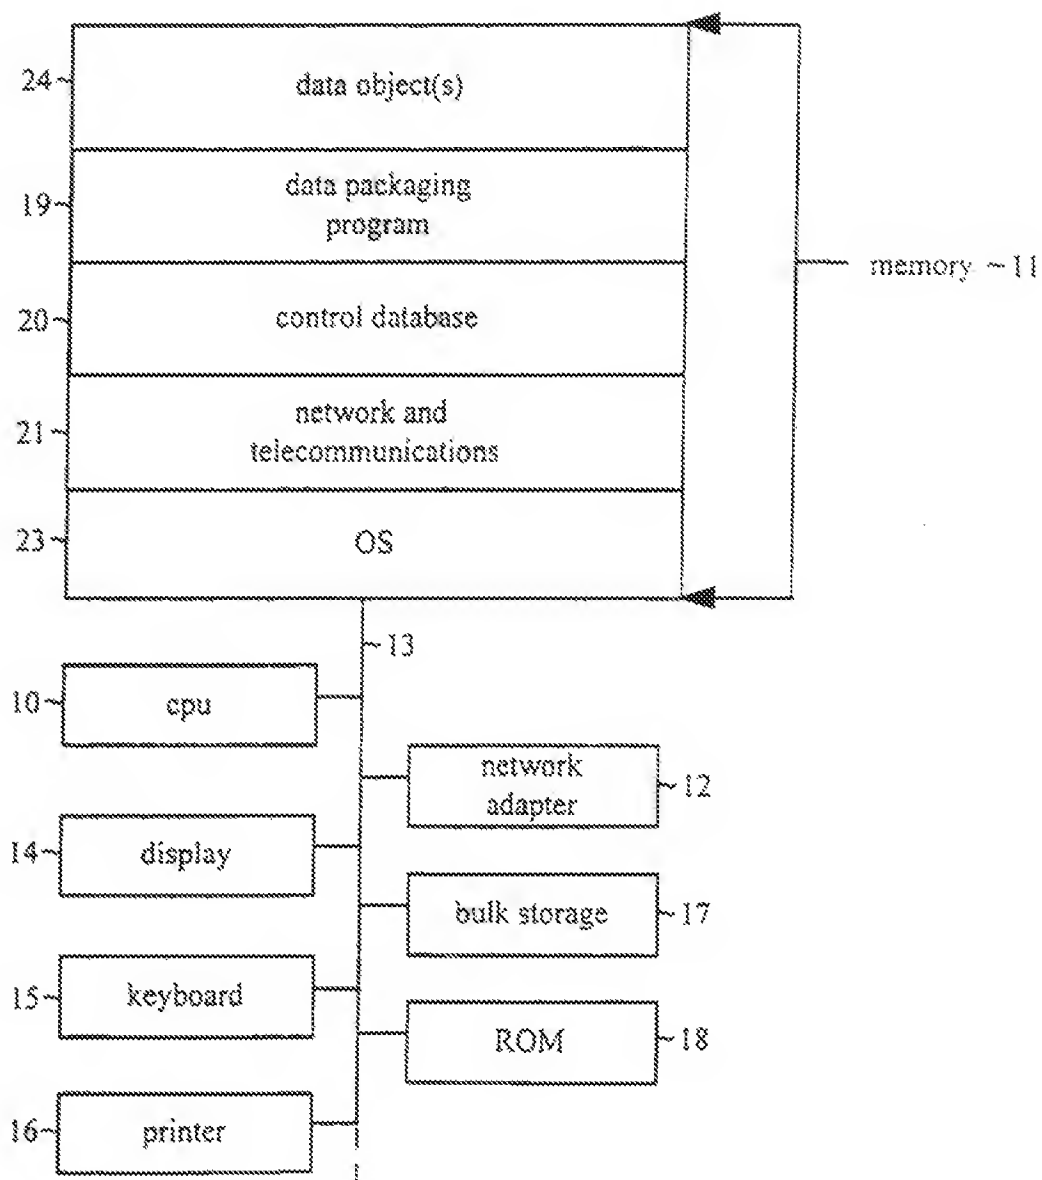 24 data object(s)
19 data packaging
program
memory ~ 11
20 control database
21 network and
telecommunications
23 OS
13
10 cpu
network
adapter 12
14 display
bulk storage 17
15 keyboard
ROM 18
16 printer